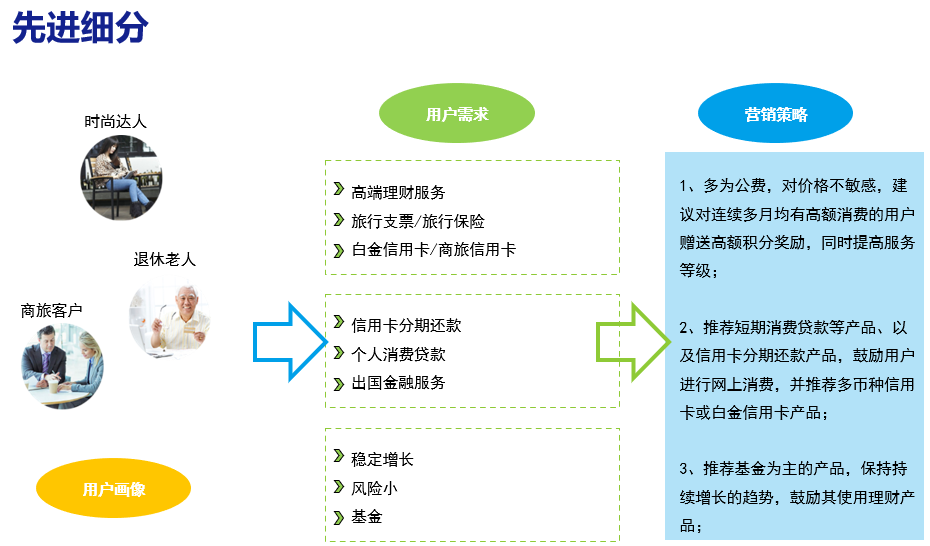 先进细分
时尚达人
退休老人
商旅客户
用户画像
用户需求
高端理财服务
旅行支票/旅行保险
白金信用卡/商旅信用卡
信用卡分期还款
个人消费贷款
出国金融服务
稳定增长
风险小
基金
营销策略
1、多为公费，对价格不敏感，建
议对连续多月均有高额消费的用户
赠送高额积分奖励，同时提高服务
等级；
2、推荐短期消费贷款等产品、以
及信用卡分期还款产品，鼓励用户
进行网上消费，并推荐多币种信用
卡或白金信用卡产品；
3、推荐基金为主的产品，保持持
续增长的趋势，鼓励其使用理财产
品；